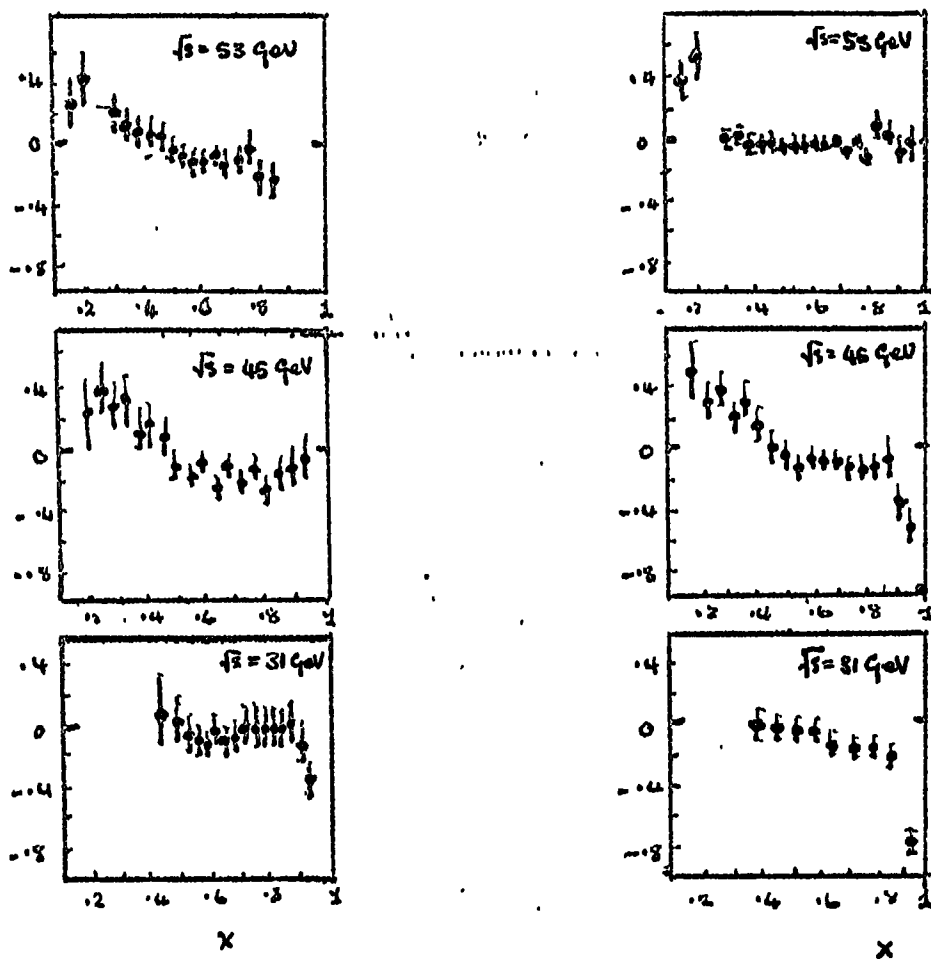 √s = 53 GeV
.4
0
-.4
-.8
.2 .4 .6 .8 1
√s = 53 GeV
.4
0
-.4
-.8
.2 .4 .6 .8 1
√s = 45 GeV
.4
0
-.4
-.8
.2 .4 .6 .8 1
√s = 45 GeV
.4
0
-.4
-.8
.2 .4 .6 .8 1
√s = 31 GeV
.4
0
-.4
-.8
.2 .4 .6 .8 1
x
√s = 31 GeV
.4
0
-.4
-.8
.2 .4 .6 .8 1
x